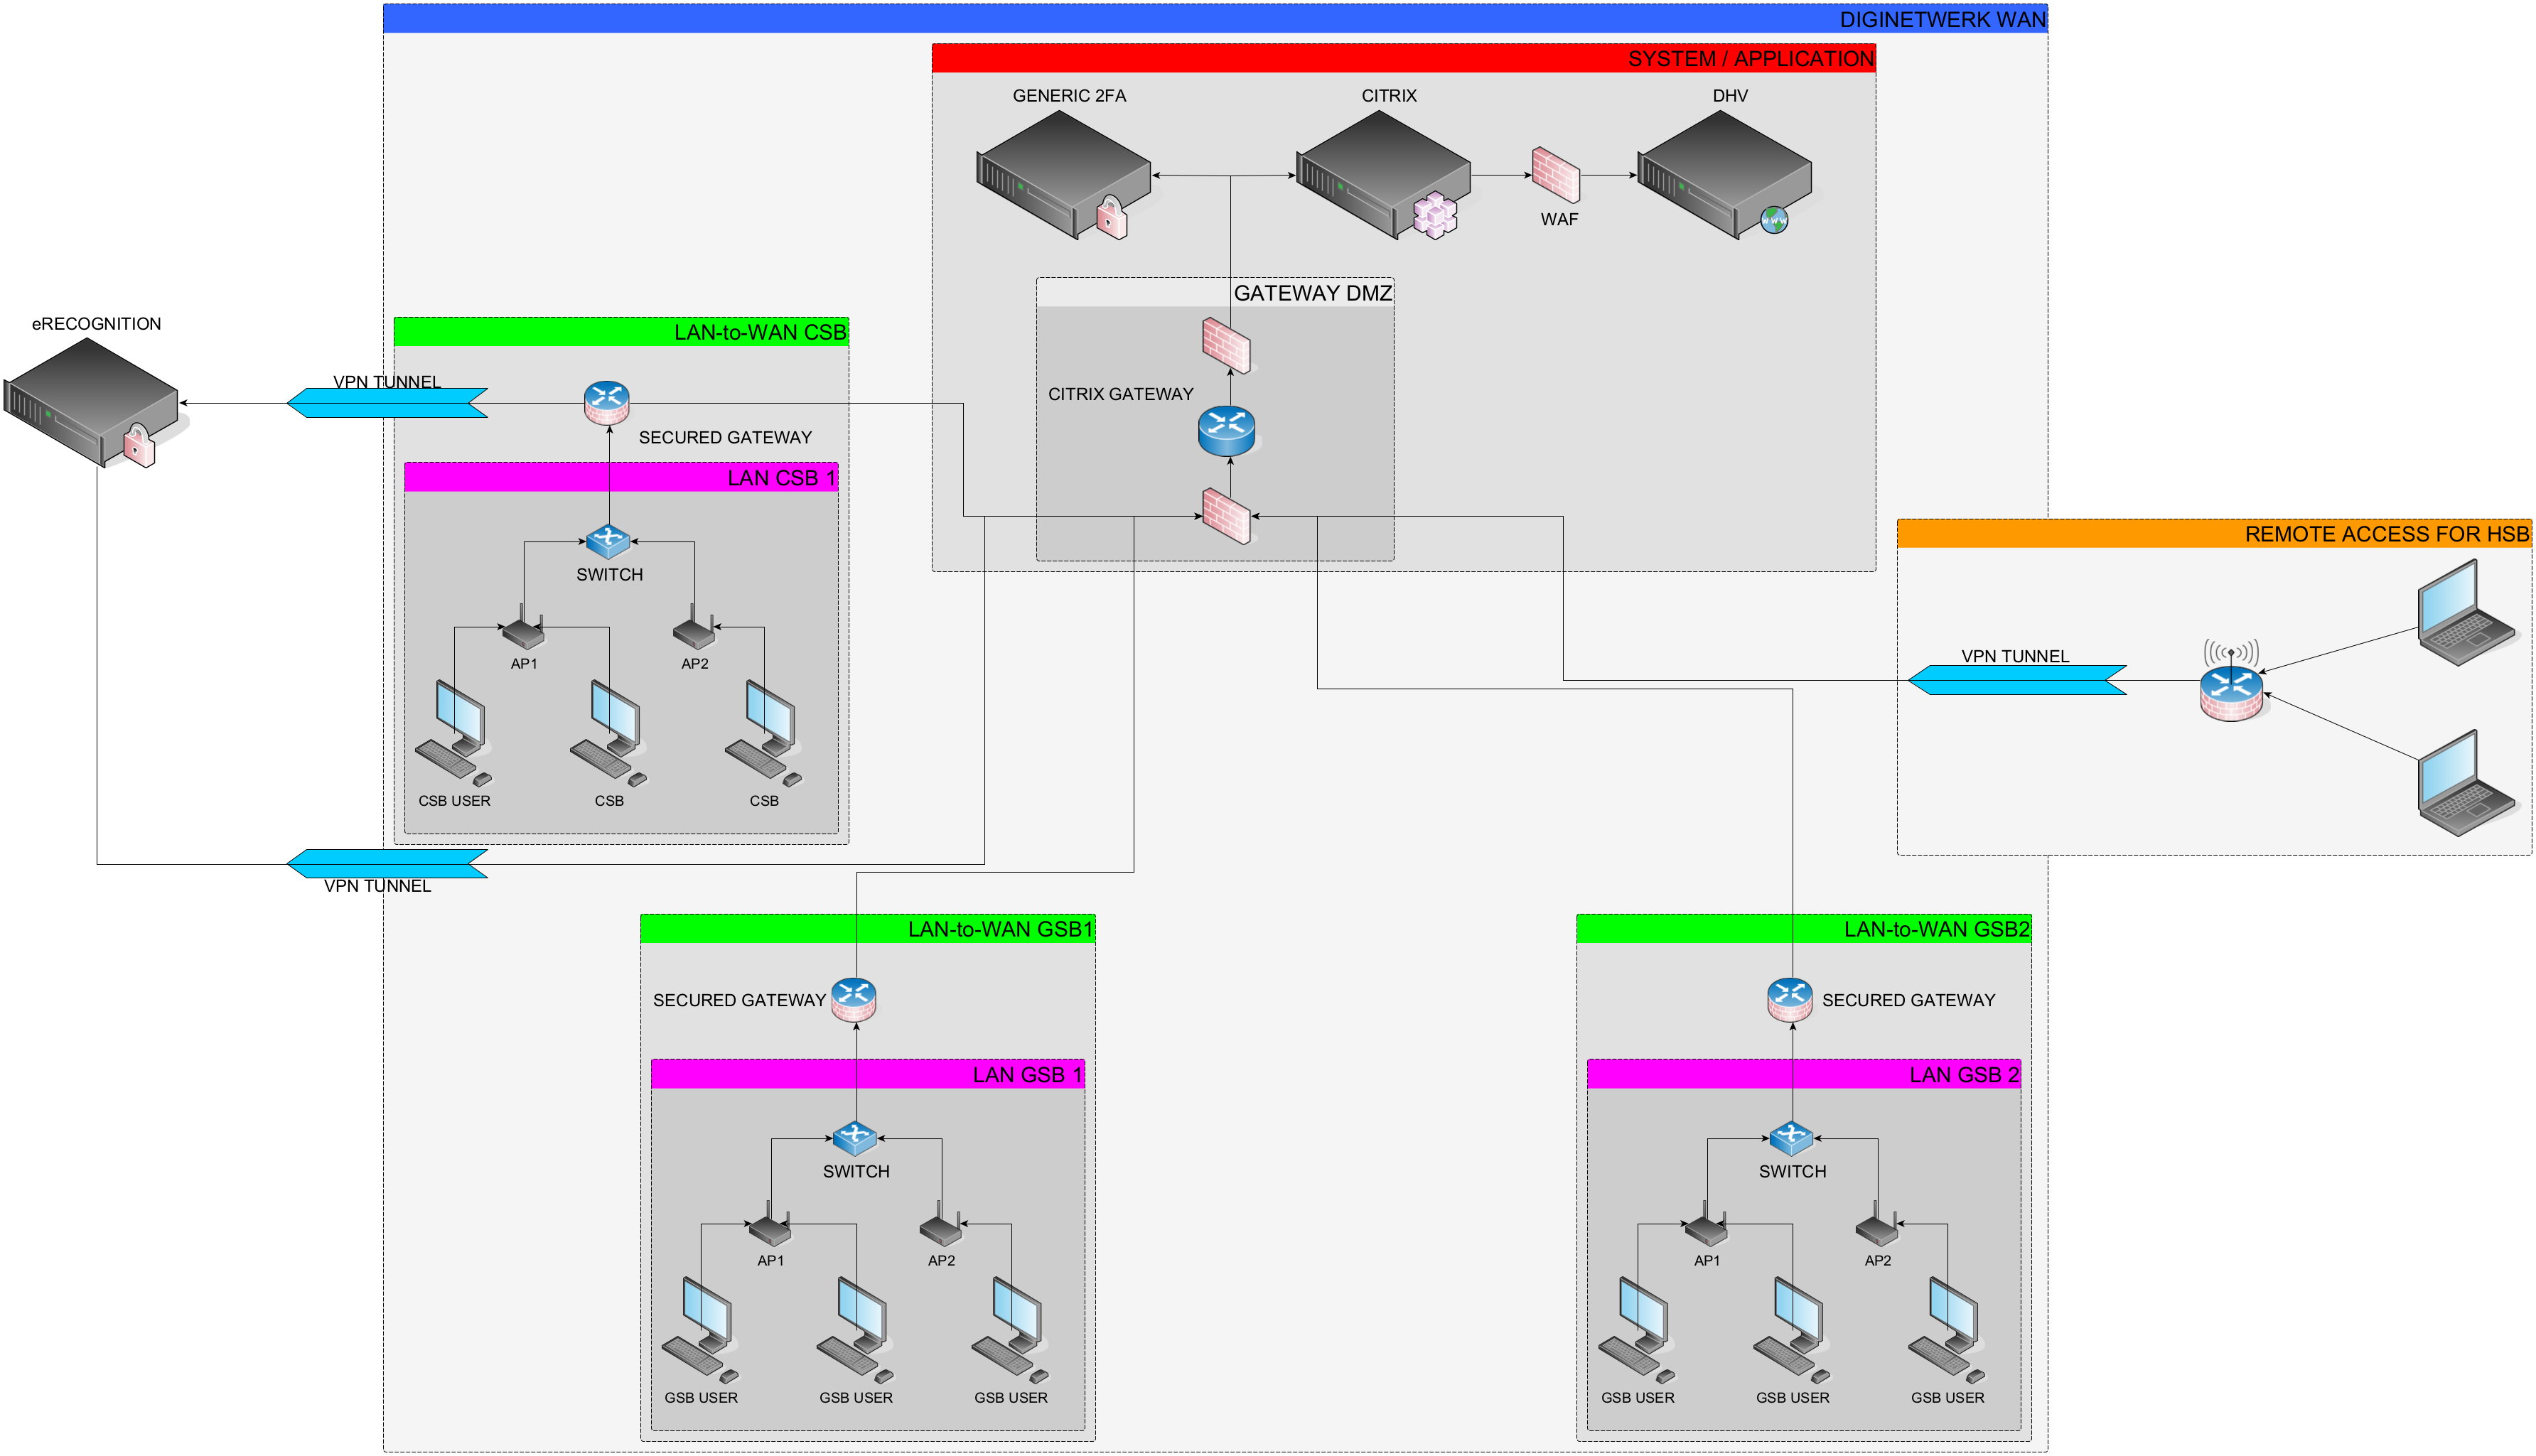 DIGINETWERK WAN
SYSTEM / APPLICATION
GENERIC 2FA
CITRIX
DHV
WAF
GATEWAY DMZ
CITRIX GATEWAY
eRECOGNITION
VPN TUNNEL
LAN-to-WAN CSB
SECURED GATEWAY
LAN CSB 1
SWITCH
AP1
AP2
CSB USER
CSB
CSB
VPN TUNNEL
REMOTE ACCESS FOR HSB
VPN TUNNEL
LAN-to-WAN GSB1
SECURED GATEWAY
LAN GSB 1
SWITCH
AP1
AP2
GSB USER
GSB USER
GSB USER
LAN-to-WAN GSB2
SECURED GATEWAY
LAN GSB 2
SWITCH
AP1
AP2
GSB USER
GSB USER
GSB USER